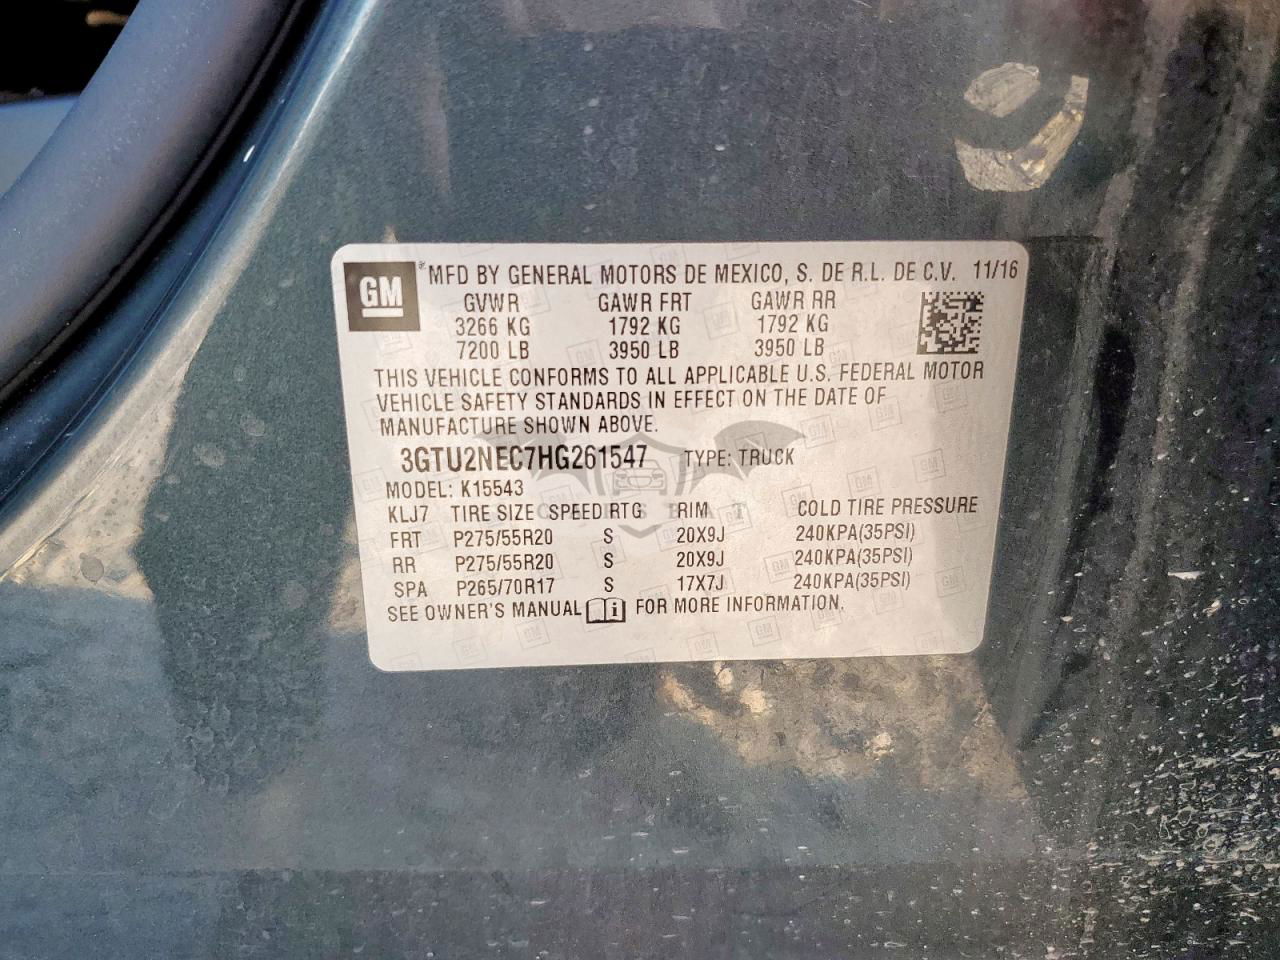 GM ® MFD BY GENERAL MOTORS DE MEXICO, S. DE R.L. DE C.V. 11/16
GVWR GAWR FRT GAWR RR
3266 KG 1792 KG 1792 KG
7200 LB 3950 LB 3950 LB
THIS VEHICLE CONFORMS TO ALL APPLICABLE U.S. FEDERAL MOTOR
VEHICLE SAFETY STANDARDS IN EFFECT ON THE DATE OF
MANUFACTURE SHOWN ABOVE.
3GTU2NEC7HG261547 TYPE: TRUCK
MODEL: K15543
KLJ7 TIRE SIZE SPEEDRTG RIM COLD TIRE PRESSURE
FRT P275/55R20 S 20X9J 240KPA(35PSI)
RR P275/55R20 S 20X9J 240KPA(35PSI)
SPA P265/70R17 S 17X7J 240KPA(35PSI)
SEE OWNER'S MANUAL FOR MORE INFORMATION.